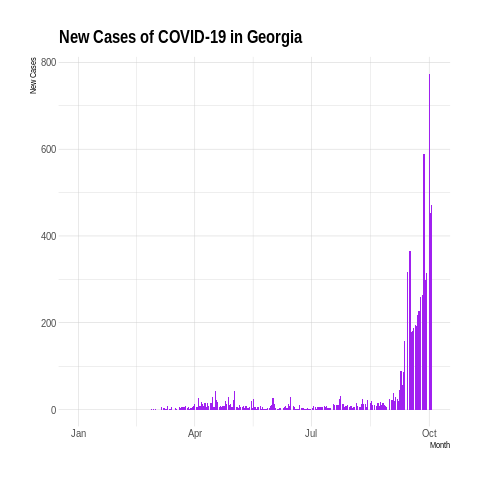 New Cases of COVID-19 in Georgia
New Cases
800
600
400
200
0
Jan Apr Jul Oct
Month